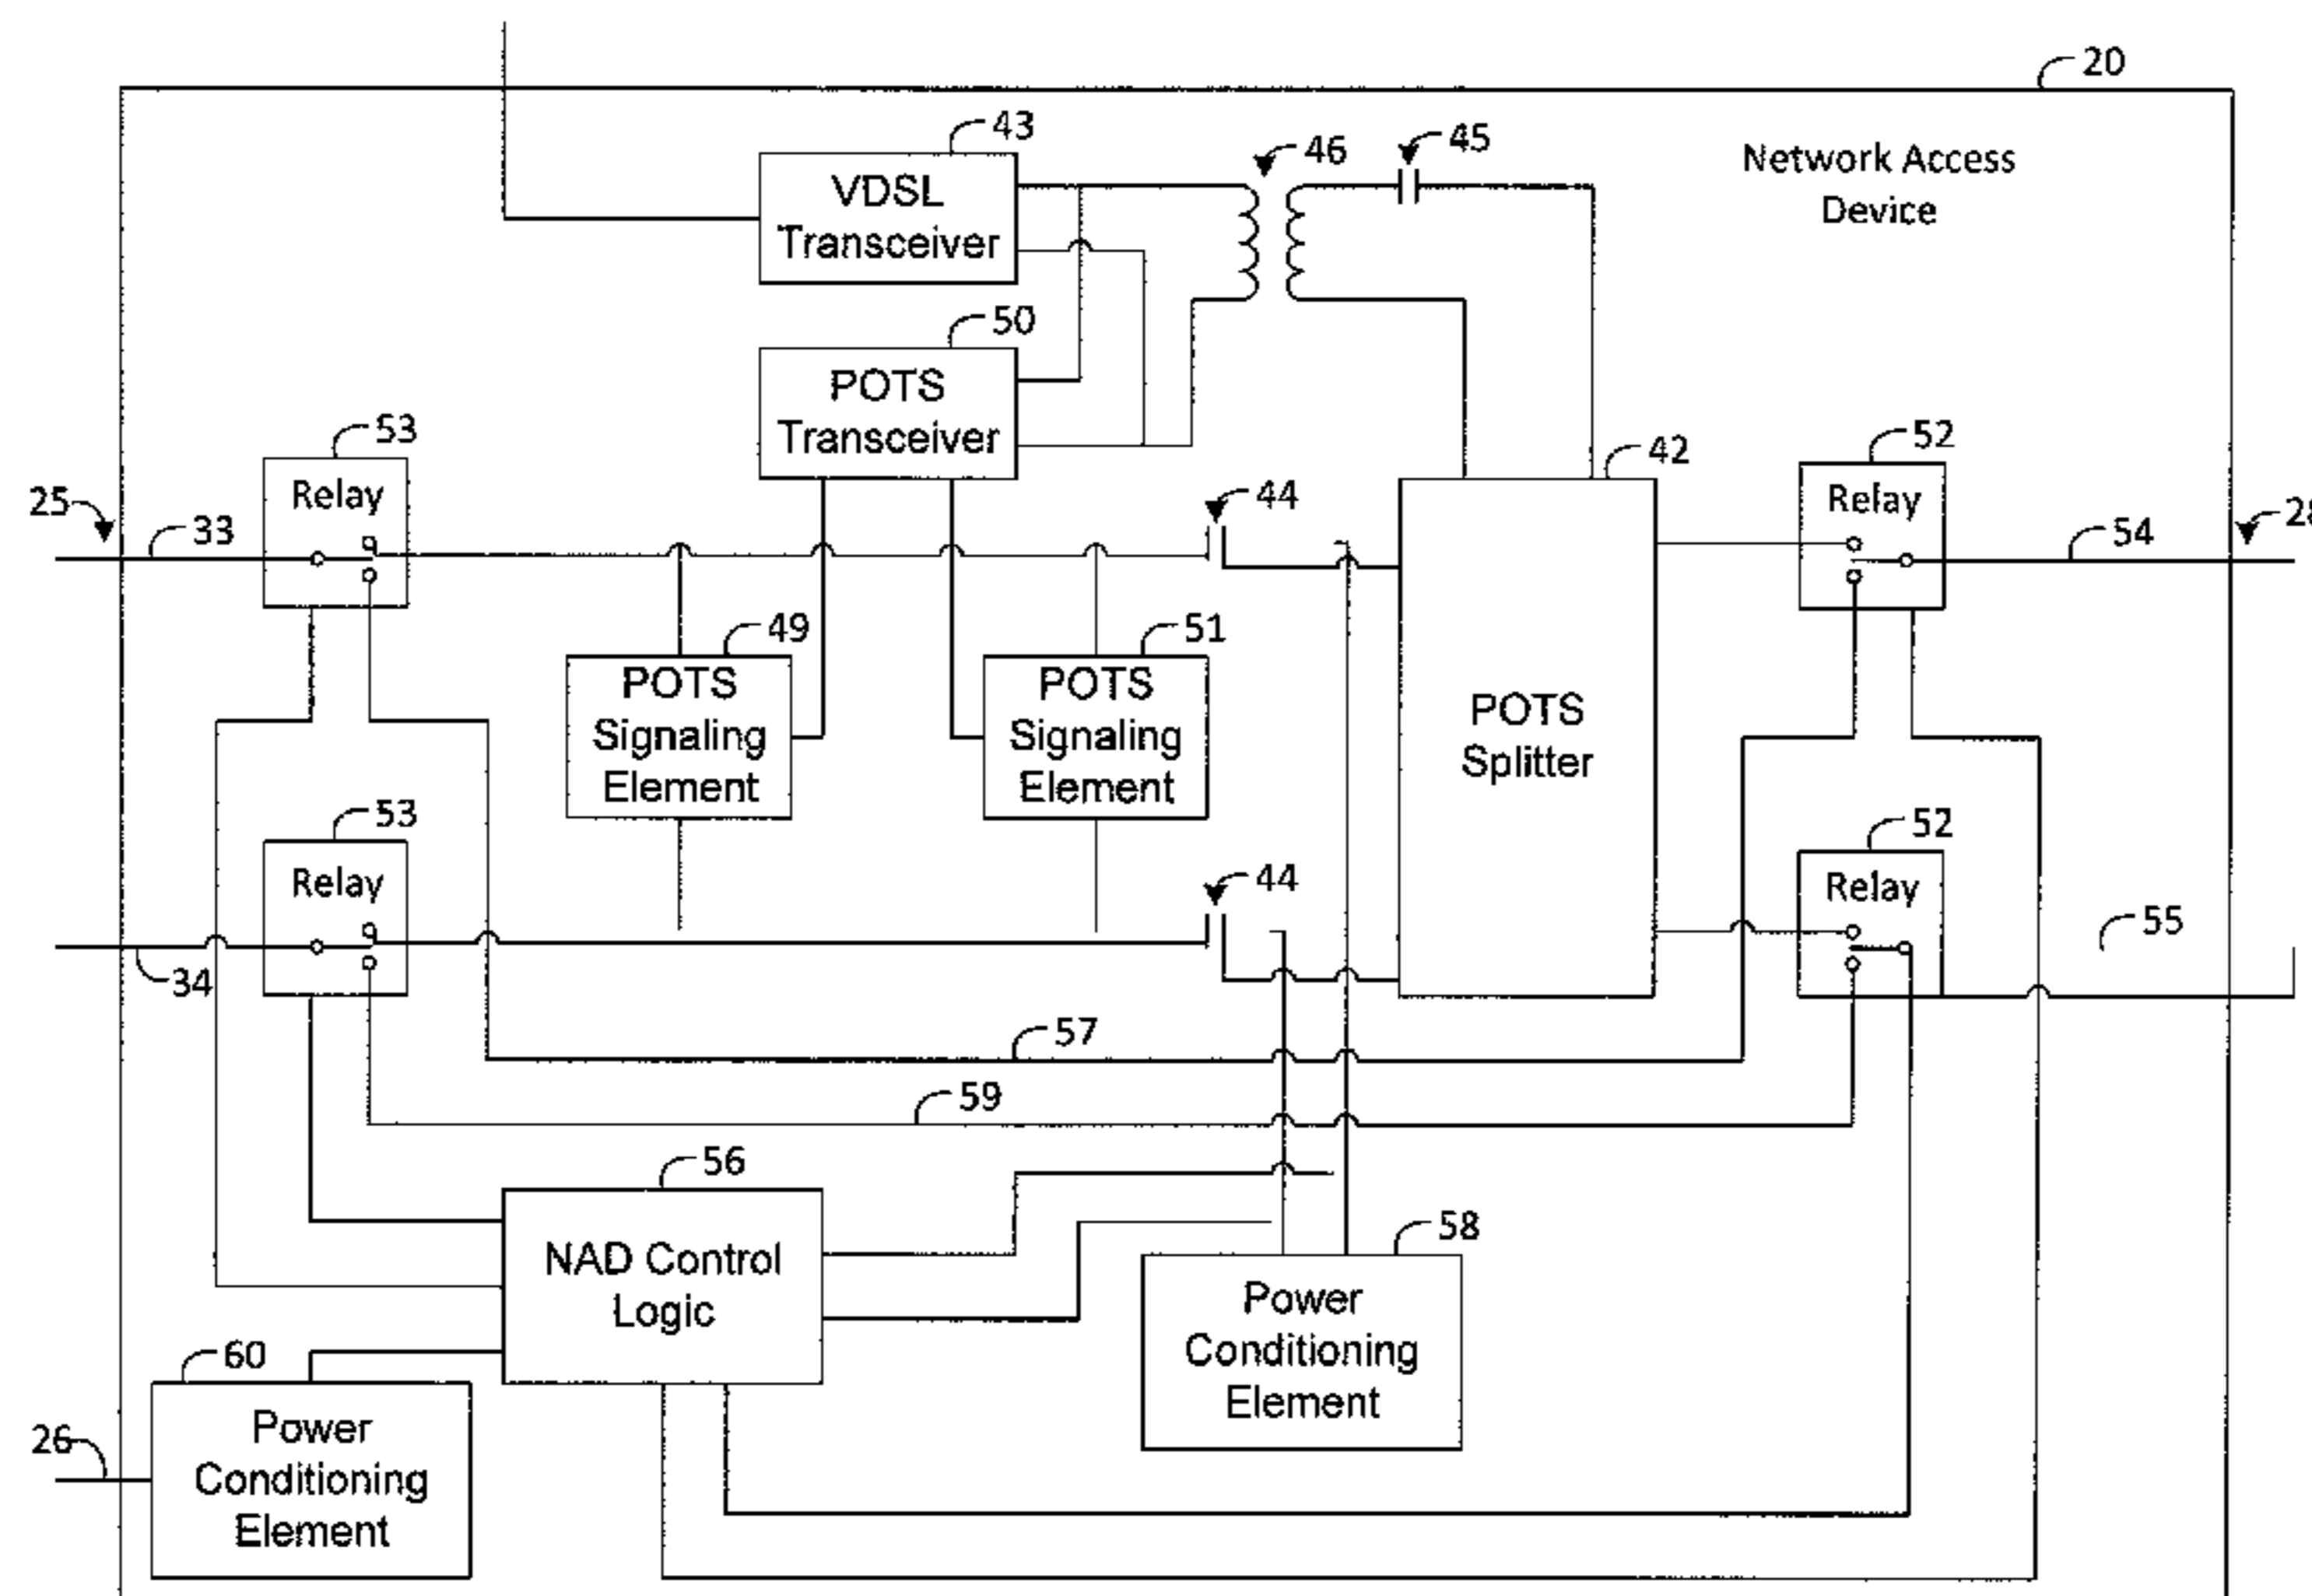 20
43
46
45
Network Access
Device
VDSL
Transceiver
50
POTS
Transceiver
53
Relay
25
33
44
42
52
Relay
54
49
POTS
Signaling
Element
51
POTS
Signaling
Element
POTS
Splitter
53
Relay
34
44
52
Relay
55
57
59
56
NAD Control
Logic
58
Power
Conditioning
Element
60
Power
Conditioning
Element
26